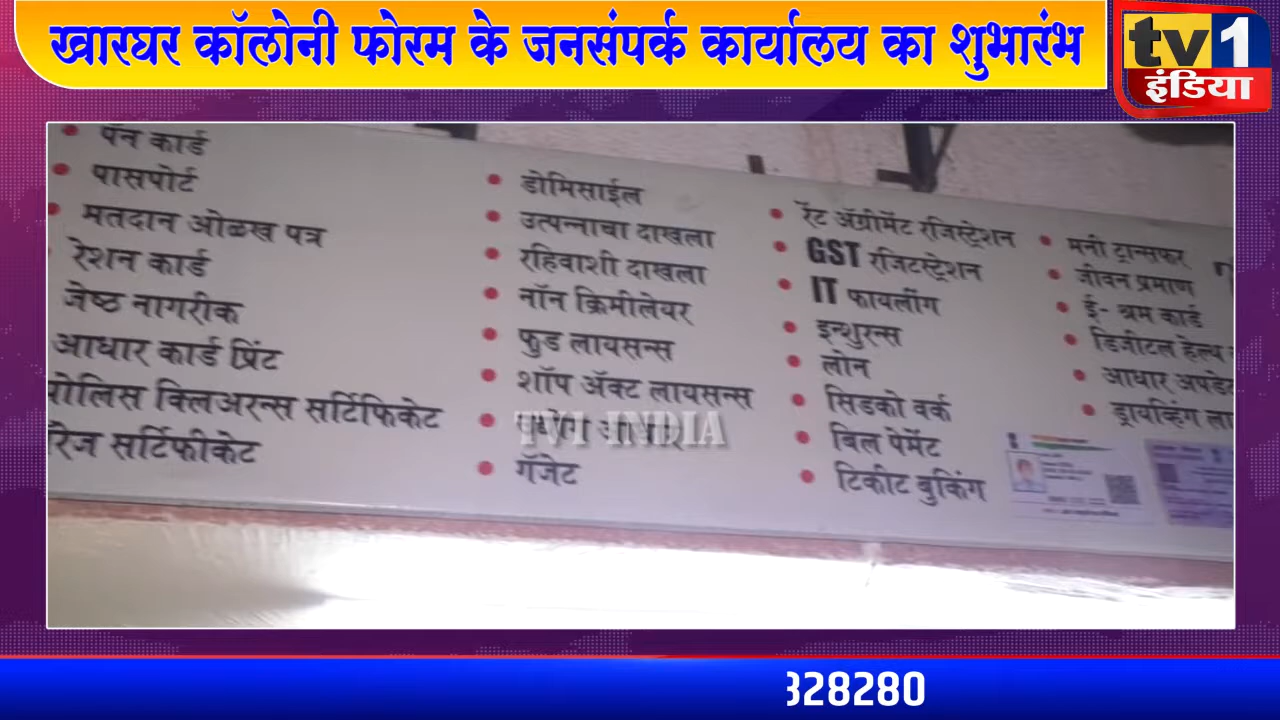 खारघर कॉलोनी फोरम के जनसंपर्क कार्यालय का शुभारंभ
tv1
इंडिया
पॅन कार्ड
पासपोर्ट
मतदान ओळख पत्र
रेशन कार्ड
जेष्ठ नागरीक
आधार कार्ड प्रिंट
पोलिस क्लिअरन्स सर्टिफिकेट
सर्टिफीकेट
डोमिसाईल
उत्पन्नाचा दाखला
रहिवाशी दाखला
नॉन क्रिमीलेयर
फुड लायसन्स
शॉप अ‍ॅक्ट लायसन्स
गॅजेट
TV1 INDIA
रेंट अ‍ॅग्रीमेंट रजिस्ट्रेशन
GST रजिटस्ट्रेशन
IT फायलींग
इन्शुरन्स
लोन
सिडको वर्क
बिल पेमेंट
टिकीट बुकिंग
मनी ट्रान्सफर
जीवन प्रमाण
ई- श्रम कार्ड
डिजीटल हेल्थ
आधार अपडेट
ड्रायव्हिंग ला
328280